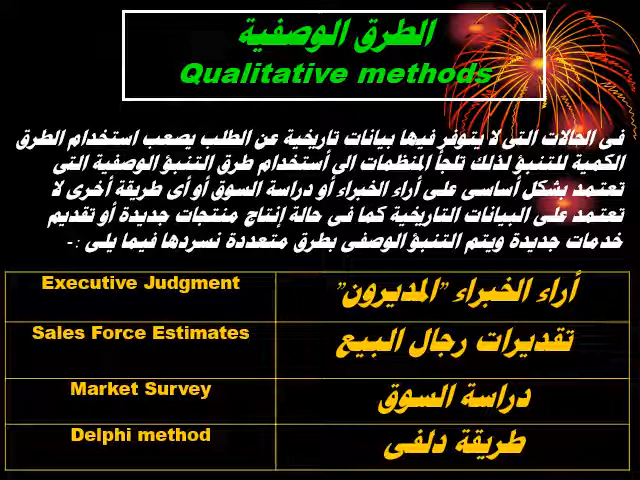 الطرق الوصفية
Qualitative methods
فى الحالات التى لا يتوفر فيها بيانات تاريخية عن الطلب يصعب استخدام الطرق
الكمية للتنبؤ لذلك تلجأ المنظمات الى أستخدام طرق التنبؤ الوصفية التى
تعتمد بشكل أساسى على أراء الخبراء أو دراسة السوق أو أى طريقة أخرى لا
تعتمد على البيانات التاريخية كما فى حالة إنتاج منتجات جديدة أو تقديم
خدمات جديدة ويتم التنبؤ الوصفى بطرق متعددة نسردها فيما يلى :-
Executive Judgment
أراء الخبراء "المديرون"
Sales Force Estimates
تقديرات رجال البيع
Market Survey
دراسة السوق
Delphi method
طريقة دلفى